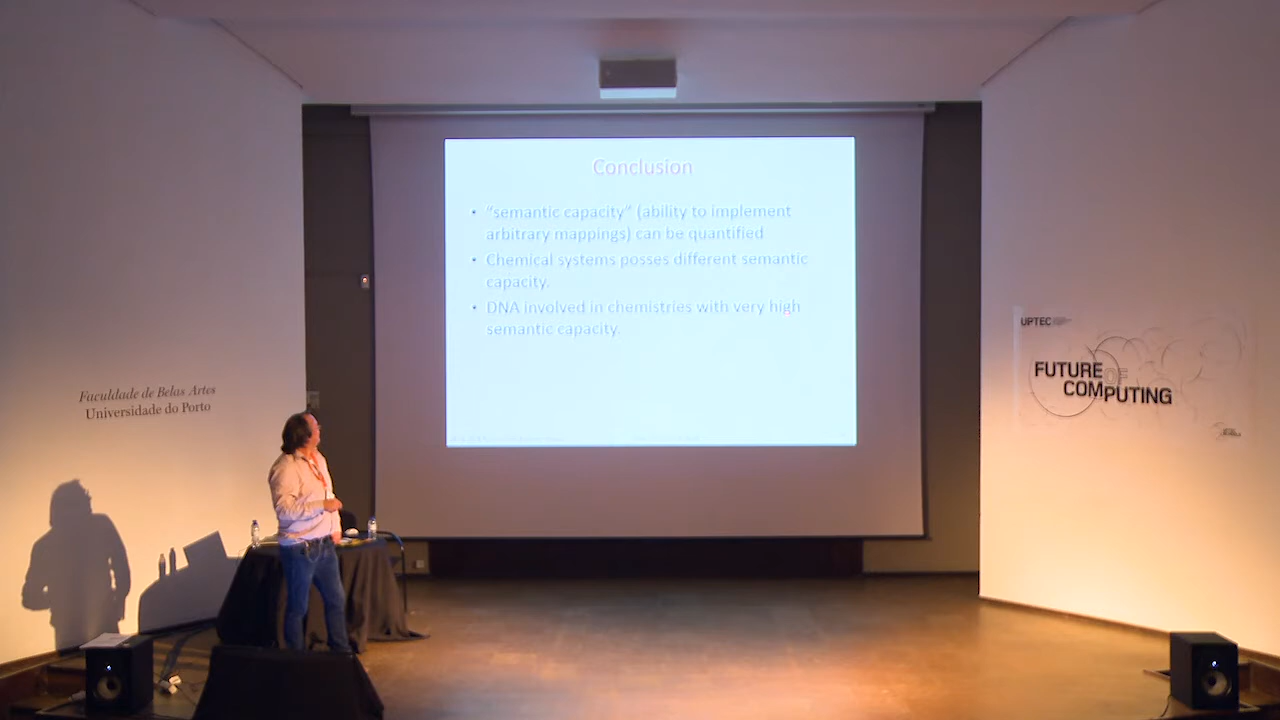 Conclusion
• “semantic capacity” (ability to implement
arbitrary mappings) can be quantified
• Chemical systems posses different semantic
capacity.
• DNA involved in chemistries with very high
semantic capacity.
Faculdade de Belas Artes
Universidade do Porto
UPTEC
FUTURE OF
COMPUTING